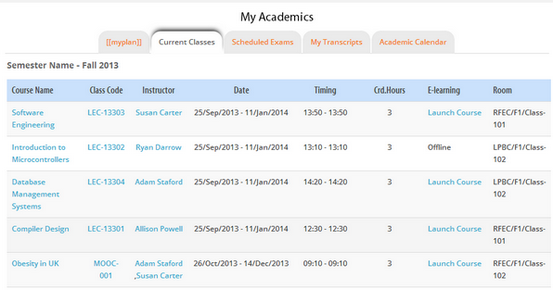 My Academics
[[myplan]] Current Classes Scheduled Exams My Transcripts Academic Calendar
Semester Name - Fall 2013
Course Name Class Code Instructor Date Timing Crd.Hours E-learning Room
Software LEC-13303 Susan Carter 25/Sep/2013 - 11/Jan/2014 13:50 - 13:50 3 Launch Course RFEC/F1/Class-
Engineering 101
Introduction to LEC-13302 Ryan Darrow 25/Sep/2013 - 11/Jan/2014 13:10 - 13:10 3 Offline LPBC/F1/Class-
Microcontrollers 102
Database LEC-13304 Adam Staford 25/Sep/2013 - 11/Jan/2014 14:20 - 14:20 3 Launch Course LPBC/F1/Class-
Management 102
Systems
Compiler Design LEC-13301 Allison Powell 25/Sep/2013 - 11/Jan/2014 12:30 - 12:30 3 Launch Course RFEC/F1/Class-
101
Obesity in UK MOOC- Adam Staford 26/Oct/2013 - 14/Dec/2013 09:10 - 09:10 3 Launch Course RFEC/F1/Class-
001 ,Susan Carter 102